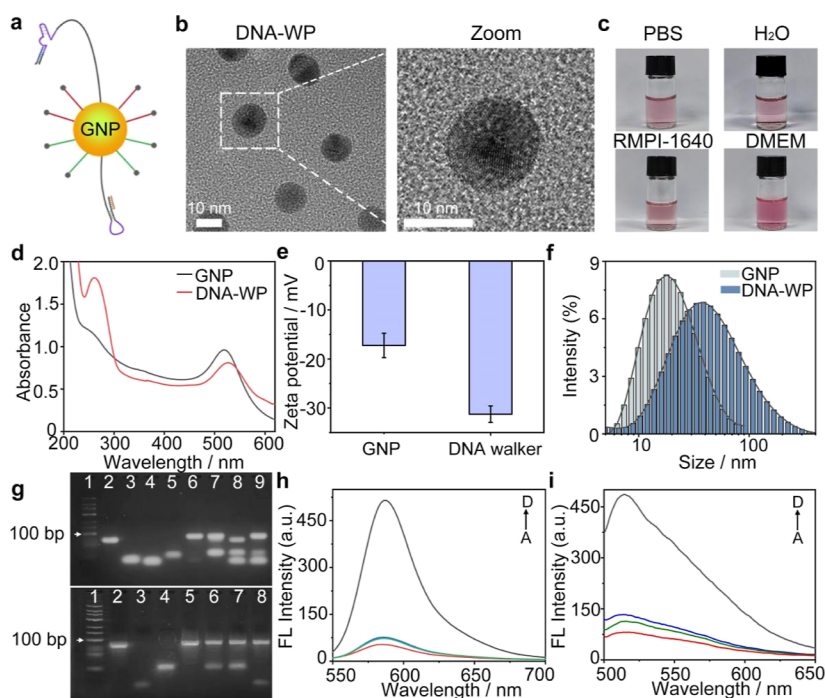 a
GNP
b
DNA-WP
Zoom
10 nm
10 nm
c
PBS
H₂O
RMPI-1640
DMEM
d
Absorbance
2.0
1.5
1.0
0.5
0
GNP
DNA-WP
200 300 400 500 600
Wavelength / nm
e
Zeta potential / mV
0
-10
-20
-30
GNP
DNA walker
f
Intensity (%)
9
6
3
0
GNP
DNA-WP
10
100
Size / nm
g
1 2 3 4 5 6 7 8 9
100 bp
1 2 3 4 5 6 7 8
100 bp
h
FL Intensity (a.u.)
450
300
150
0
D
A
550 600 650 700
Wavelength / nm
i
FL Intensity (a.u.)
450
300
150
0
D
A
500 550 600 650
Wavelength / nm